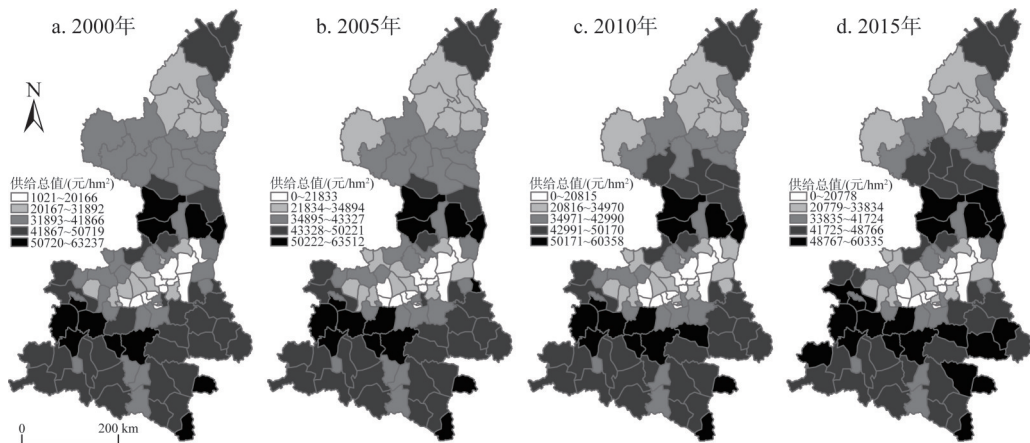 a. 2000年
b. 2005年
c. 2010年
d. 2015年
N
供给总值/(元/hm²)
1021~20166
20167~31892
31893~41866
41867~50719
50720~63237
供给总值/(元/hm²)
0~21833
21834~34894
34895~43327
43328~50221
50222~63512
供给总值/(元/hm²)
0~20815
20816~34970
34971~42990
42991~50170
50171~60358
供给总值/(元/hm²)
0~20778
20779~33834
33835~41724
41725~48766
48767~60335
0 200 km